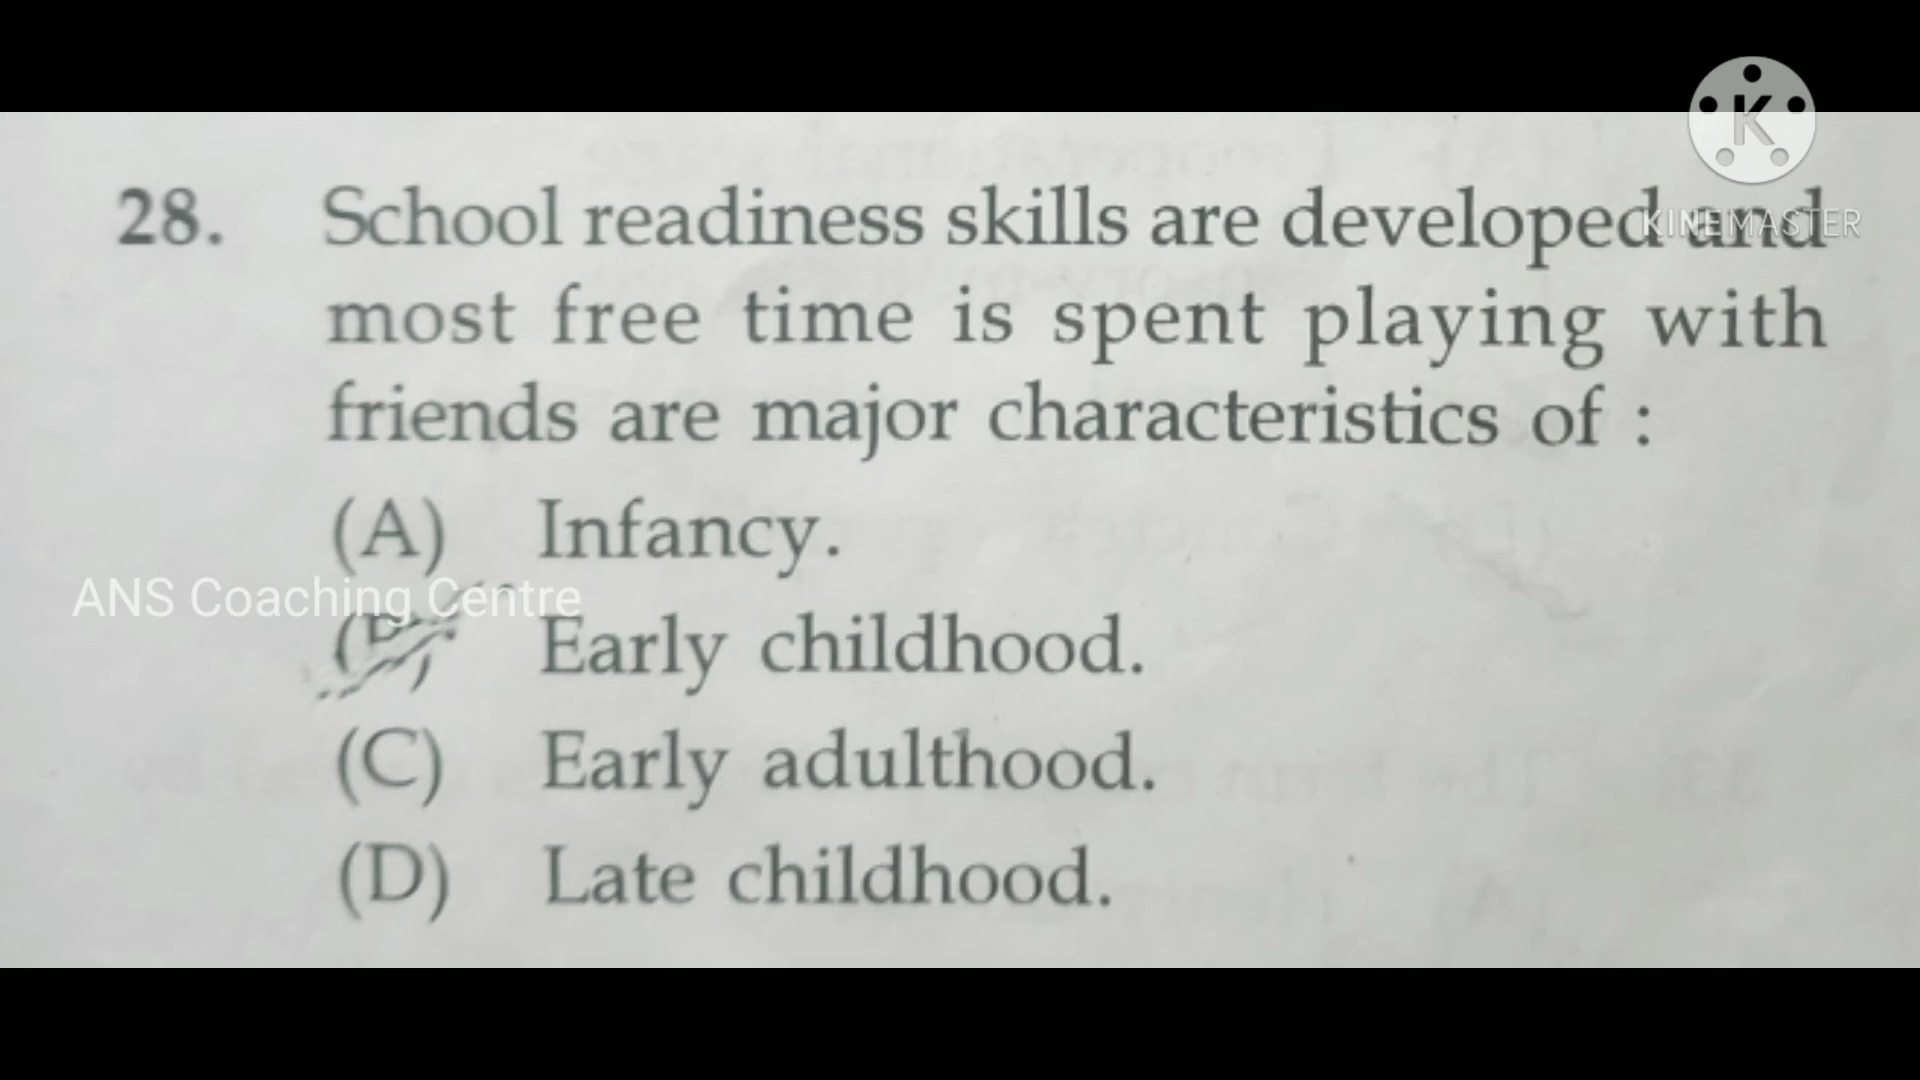 K
KINEMASTER
28. School readiness skills are developed and
most free time is spent playing with
friends are major characteristics of :
(A) Infancy.
ANS Coaching Centre
(B) Early childhood.
(C) Early adulthood.
(D) Late childhood.